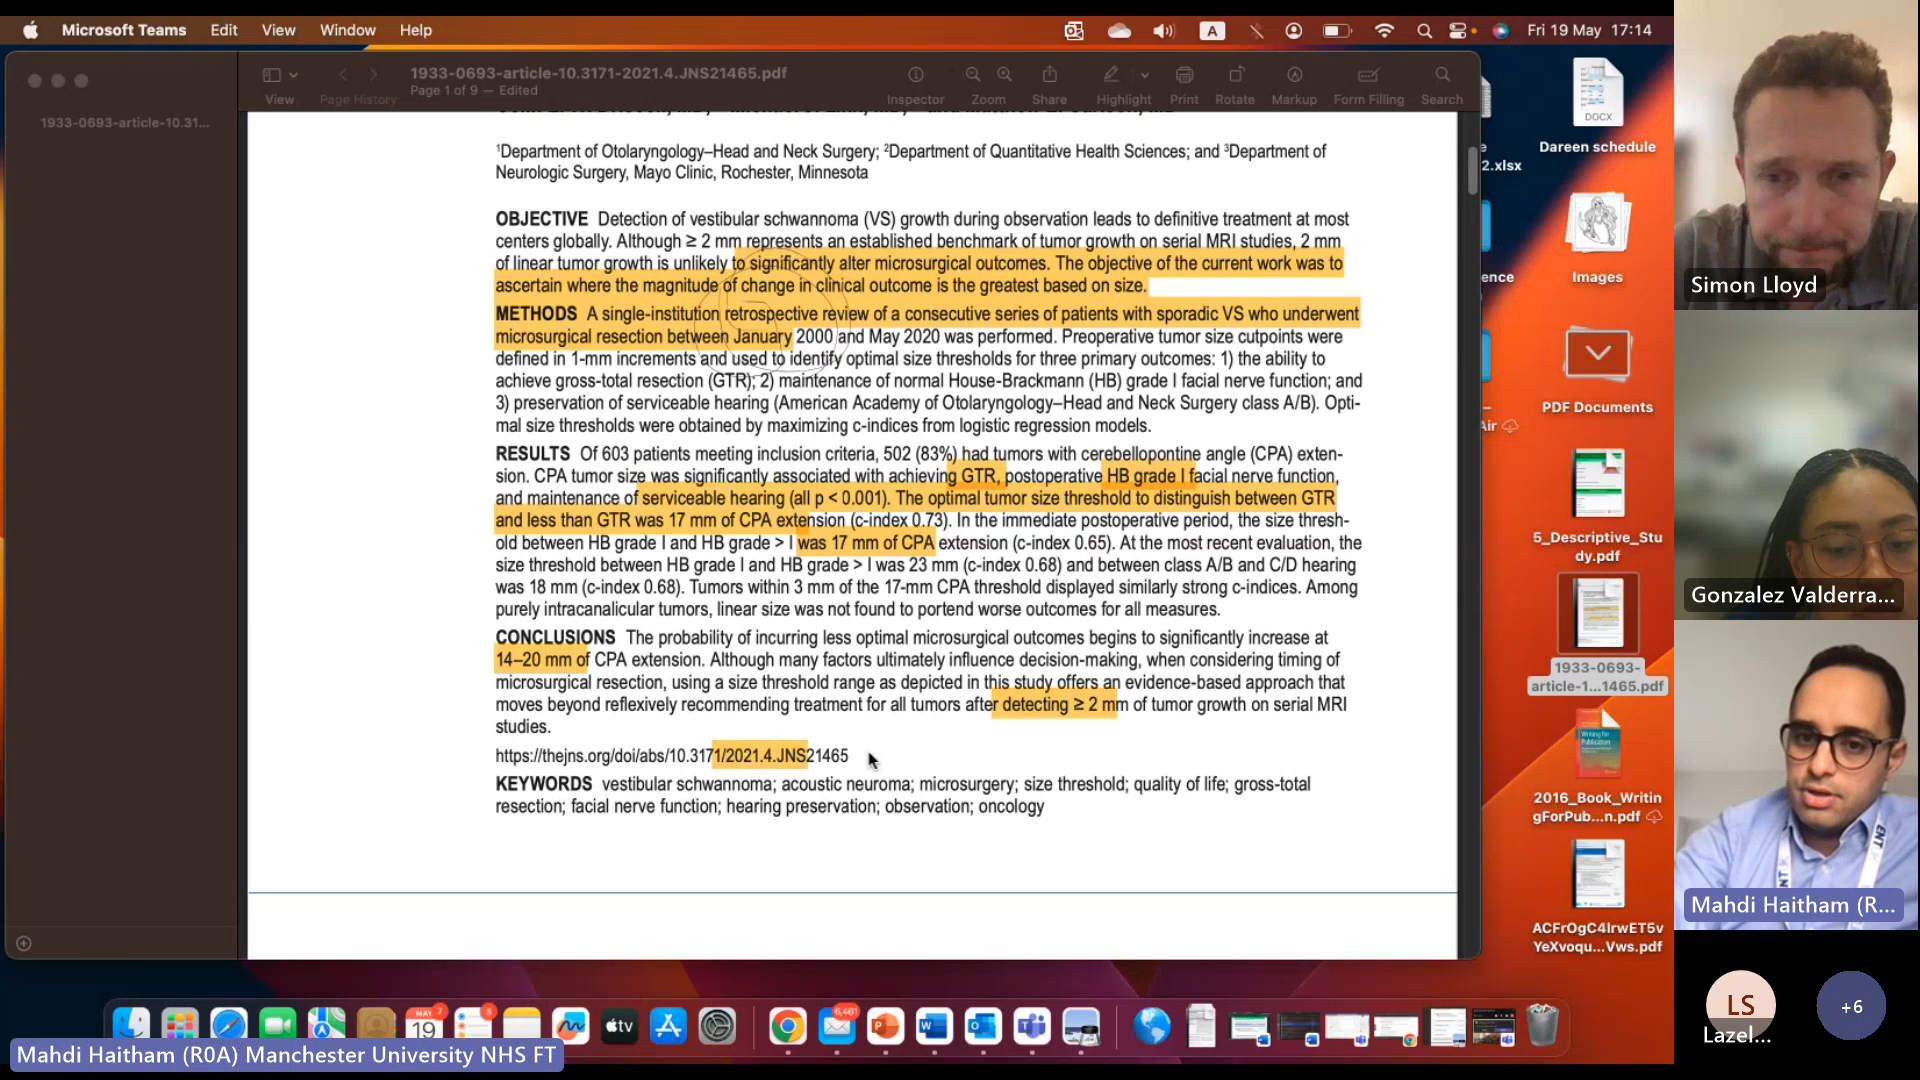 Microsoft Teams Edit View Window Help
A
Fri 19 May 17:14
1933-0693-article-10.3171-2021.4.JNS21465.pdf
Page 1 of 9 — Edited
View
Page History
Inspector
Zoom
Share
Highlight
Print
Rotate
Markup
Form Filling
Search
1933-0693-article-10.31...
¹Department of Otolaryngology–Head and Neck Surgery; ²Department of Quantitative Health Sciences; and ³Department of
Neurologic Surgery, Mayo Clinic, Rochester, Minnesota
OBJECTIVE Detection of vestibular schwannoma (VS) growth during observation leads to definitive treatment at most
centers globally. Although ≥ 2 mm represents an established benchmark of tumor growth on serial MRI studies, 2 mm
of linear tumor growth is unlikely to significantly alter microsurgical outcomes. The objective of the current work was to
ascertain where the magnitude of change in clinical outcome is the greatest based on size.
METHODS A single-institution retrospective review of a consecutive series of patients with sporadic VS who underwent
microsurgical resection between January 2000 and May 2020 was performed. Preoperative tumor size cutpoints were
defined in 1-mm increments and used to identify optimal size thresholds for three primary outcomes: 1) the ability to
achieve gross-total resection (GTR); 2) maintenance of normal House-Brackmann (HB) grade I facial nerve function; and
3) preservation of serviceable hearing (American Academy of Otolaryngology–Head and Neck Surgery class A/B). Opti-
mal size thresholds were obtained by maximizing c-indices from logistic regression models.
RESULTS Of 603 patients meeting inclusion criteria, 502 (83%) had tumors with cerebellopontine angle (CPA) exten-
sion. CPA tumor size was significantly associated with achieving GTR, postoperative HB grade I facial nerve function,
and maintenance of serviceable hearing (all p < 0.001). The optimal tumor size threshold to distinguish between GTR
and less than GTR was 17 mm of CPA extension (c-index 0.73). In the immediate postoperative period, the size thresh-
old between HB grade I and HB grade > I was 17 mm of CPA extension (c-index 0.65). At the most recent evaluation, the
size threshold between HB grade I and HB grade > I was 23 mm (c-index 0.68) and between class A/B and C/D hearing
was 18 mm (c-index 0.68). Tumors within 3 mm of the 17-mm CPA threshold displayed similarly strong c-indices. Among
purely intracanalicular tumors, linear size was not found to portend worse outcomes for all measures.
CONCLUSIONS The probability of incurring less optimal microsurgical outcomes begins to significantly increase at
14–20 mm of CPA extension. Although many factors ultimately influence decision-making, when considering timing of
microsurgical resection, using a size threshold range as depicted in this study offers an evidence-based approach that
moves beyond reflexively recommending treatment for all tumors after detecting ≥ 2 mm of tumor growth on serial MRI
studies.
https://thejns.org/doi/abs/10.3171/2021.4.JNS21465
KEYWORDS vestibular schwannoma; acoustic neuroma; microsurgery; size threshold; quality of life; gross-total
resection; facial nerve function; hearing preservation; observation; oncology
2.xlsx
DOCX
Dareen schedule
Images
PDF Documents
5_Descriptive_Stu
dy.pdf
1933-0693-
article-1...1465.pdf
Writing for
Publication
2016_Book_Writin
gForPub...n.pdf
ACFrOgC4IrwET5v
YeXvoqu...Vws.pdf
MAY
19
7
8
tv
6,461
Simon Lloyd
Gonzalez Valderra...
ENT
Mahdi Haitham (R...
LS
Lazel...
+6
Mahdi Haitham (R0A) Manchester University NHS FT